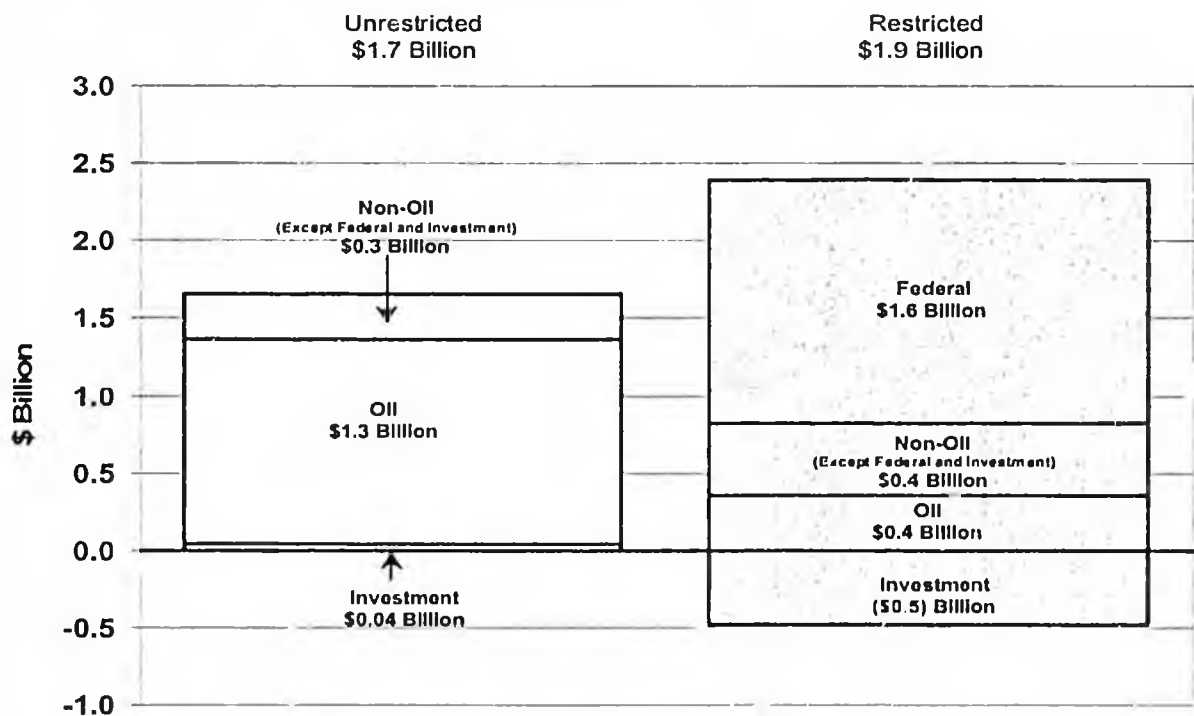 Unrestricted
$1.7 Billion
Restricted
$1.9 Billion
3.0
2.5
2.0
1.5
1.0
0.5
0.0
-0.5
-1.0
$ Billion
Non-Oil
(Except Federal and Investment)
$0.3 Billion
Oil
$1.3 Billion
Investment
$0.04 Billion
Federal
$1.6 Billion
Non-Oil
(Except Federal and Investment)
$0.4 Billion
Oil
$0.4 Billion
Investment
($0.5) Billion